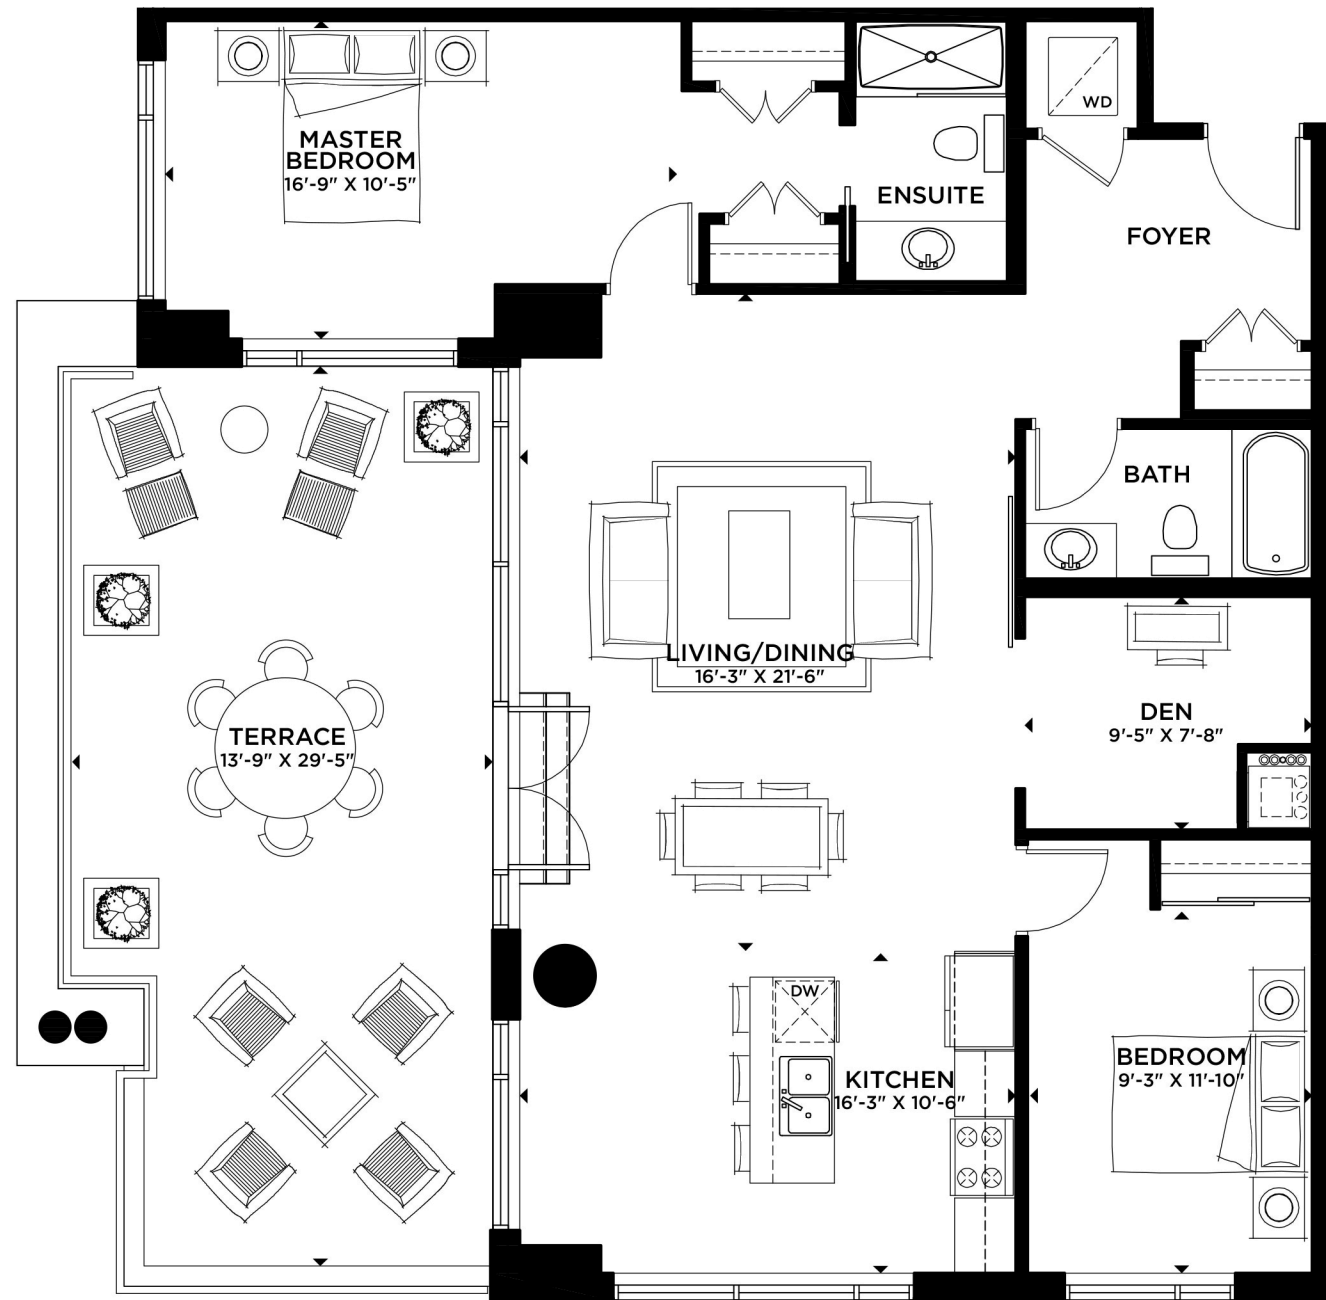 WD
MASTER
BEDROOM
16'-9" X 10'-5"
ENSUITE
FOYER
BATH
LIVING/DINING
16'-3" X 21'-6"
DEN
9'-5" X 7'-8"
TERRACE
13'-9" X 29'-5"
DW
KITCHEN
16'-3" X 10'-6"
BEDROOM
9'-3" X 11'-10"